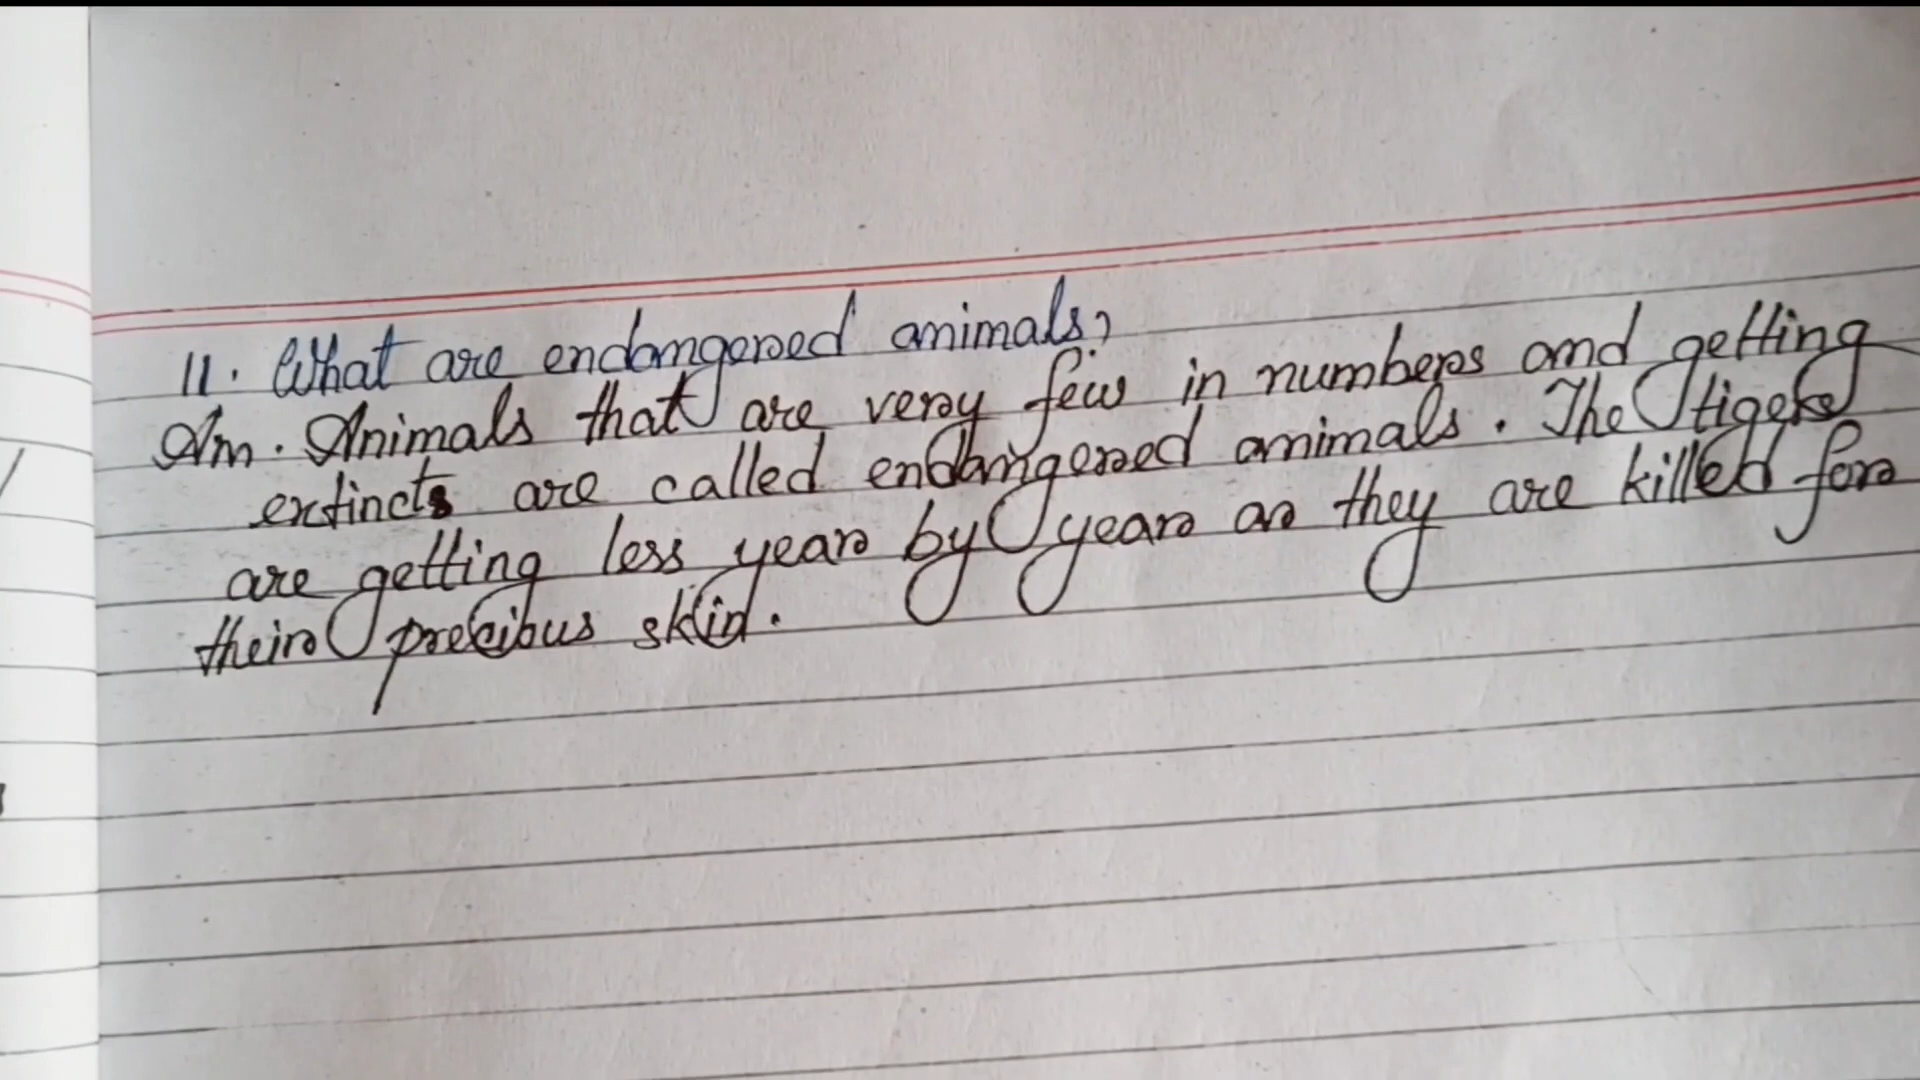 11. What are endangered animals?
Ans. Animals that are very few in numbers and getting
extincts are called endangered animals. The tigers
are getting less year by year as they are killed for
their precious skin.